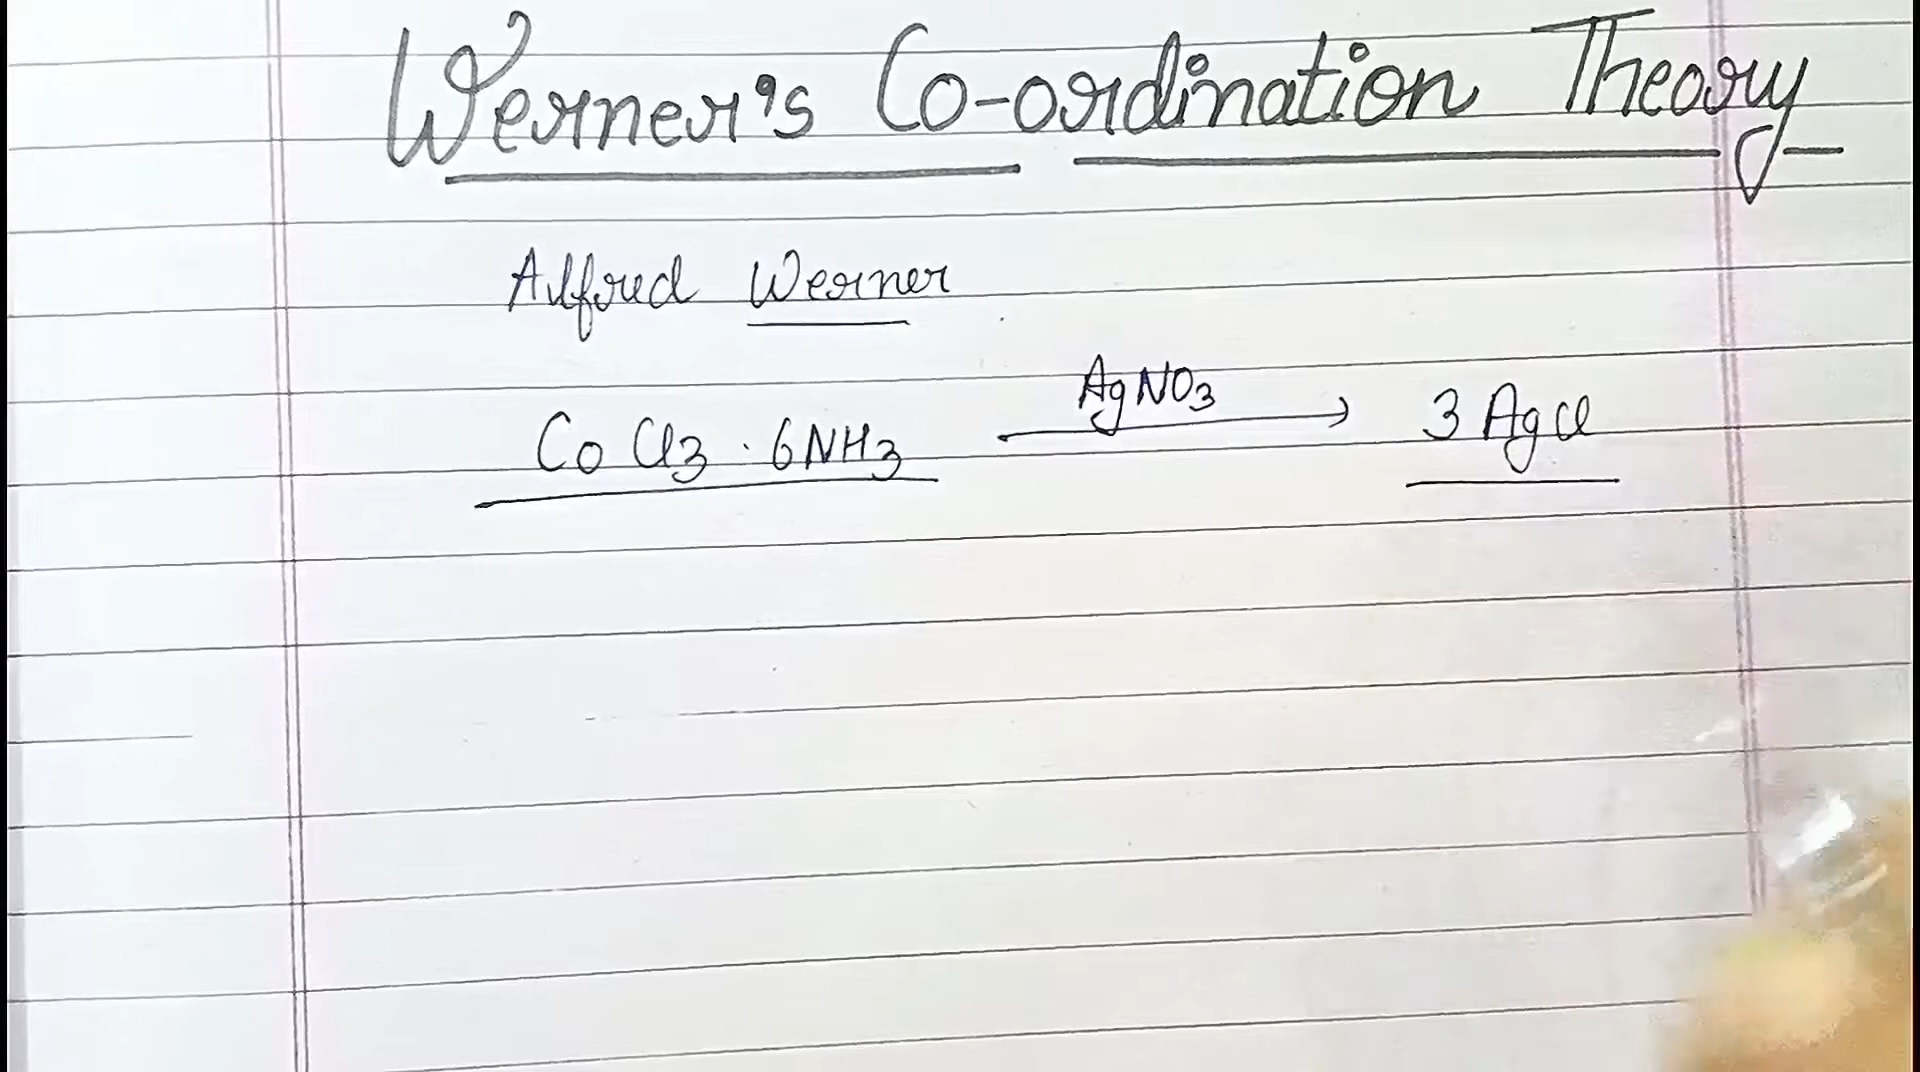 Werner's Co-ordination Theory
Alfred Werner
CoCl3 · 6NH3 AgNO3 → 3 AgCl